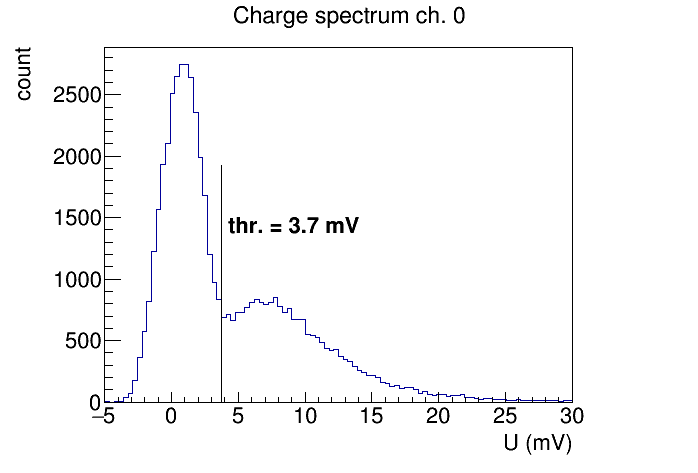 Charge spectrum ch. 0
count
2500
2000
1500
1000
500
0
thr. = 3.7 mV
−5 0 5 10 15 20 25 30
U (mV)